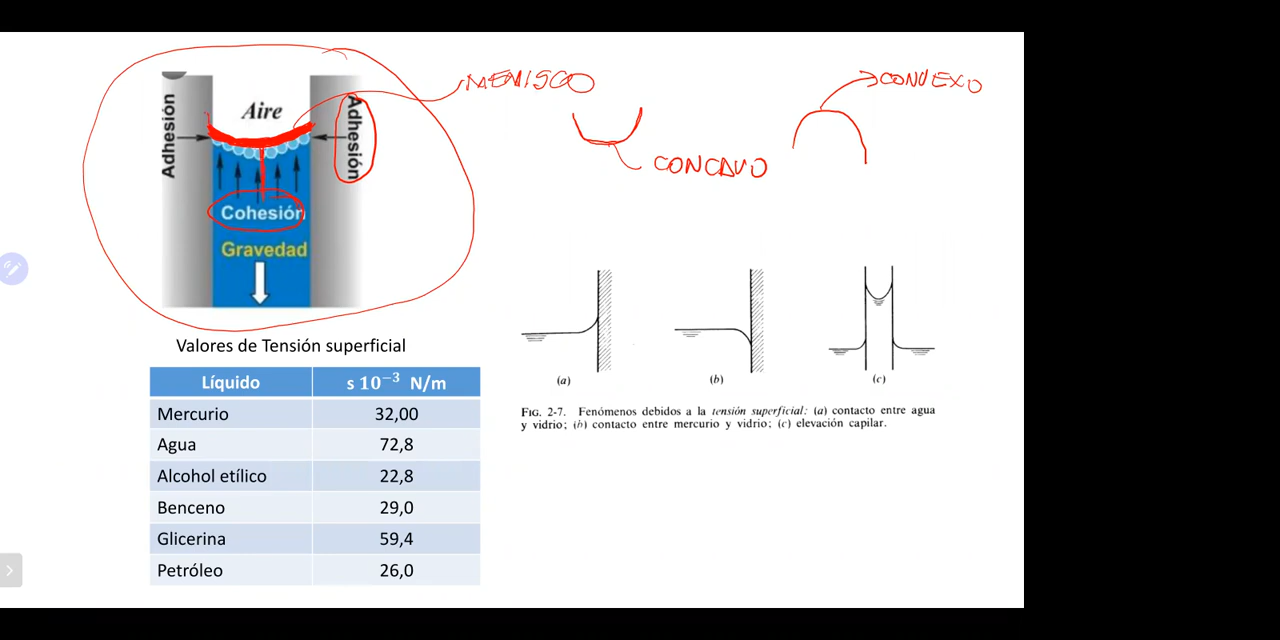 MENISCO
CONVEXO
Aire
Adhesión
Adhesión
CONCAVO
Cohesión
Gravedad
Valores de Tensión superficial
Líquido s 10⁻³ N/m
Mercurio 32,00
Agua 72,8
Alcohol etílico 22,8
Benceno 29,0
Glicerina 59,4
Petróleo 26,0
(a) (b) (c)
FIG. 2-7. Fenómenos debidos a la tensión superficial: (a) contacto entre agua
y vidrio; (b) contacto entre mercurio y vidrio; (c) elevación capilar.